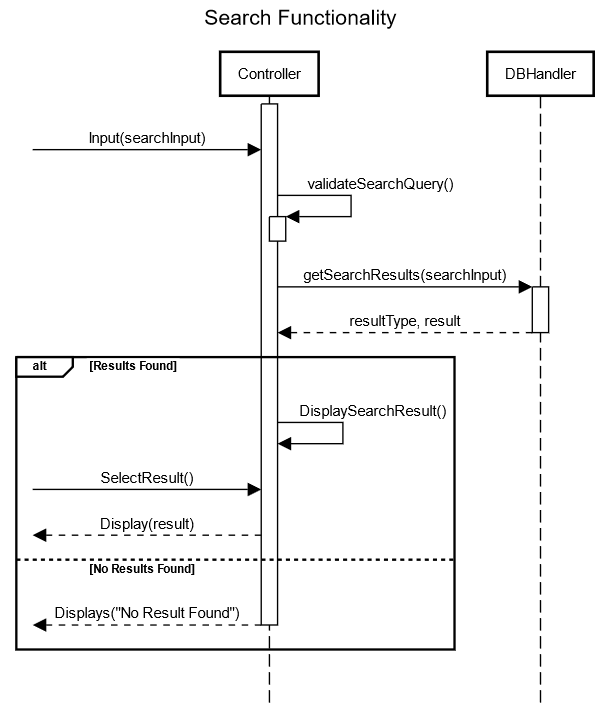 Search Functionality
Controller
DBHandler
Input(searchInput)
validateSearchQuery()
getSearchResults(searchInput)
resultType, result
alt
[Results Found]
DisplaySearchResult()
SelectResult()
Display(result)
[No Results Found]
Displays("No Result Found")